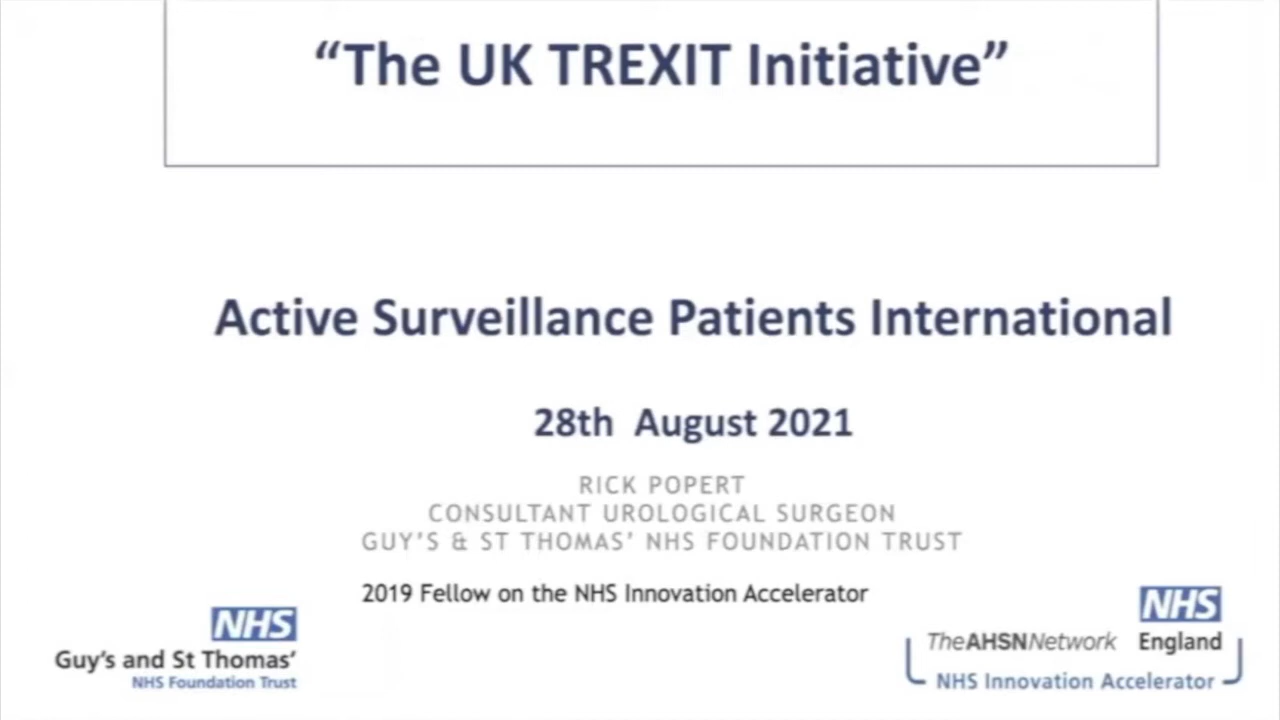 “The UK TREXIT Initiative”
Active Surveillance Patients International
28th August 2021
RICK POPERT
CONSULTANT UROLOGICAL SURGEON
GUY’S & ST THOMAS’ NHS FOUNDATION TRUST
2019 Fellow on the NHS Innovation Accelerator
NHS
Guy’s and St Thomas’
NHS Foundation Trust
NHS
TheAHSNNetwork England
NHS Innovation Accelerator